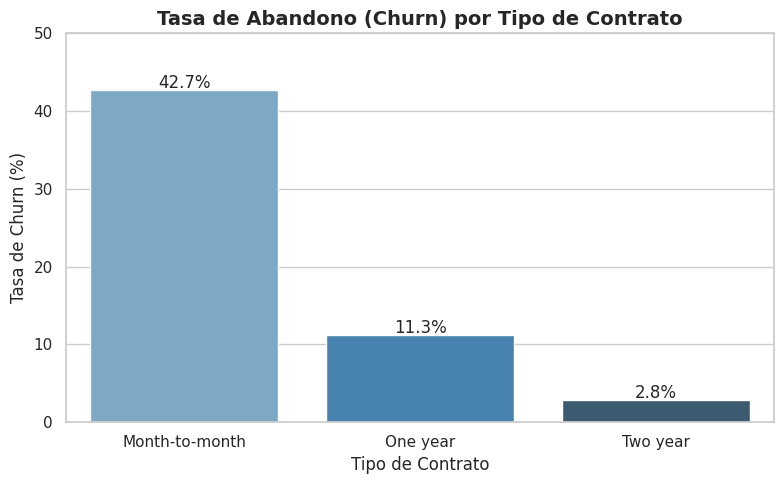 Tasa de Abandono (Churn) por Tipo de Contrato
50
40
30
20
10
0
Tasa de Churn (%)
42.7%
11.3%
2.8%
Month-to-month
One year
Two year
Tipo de Contrato